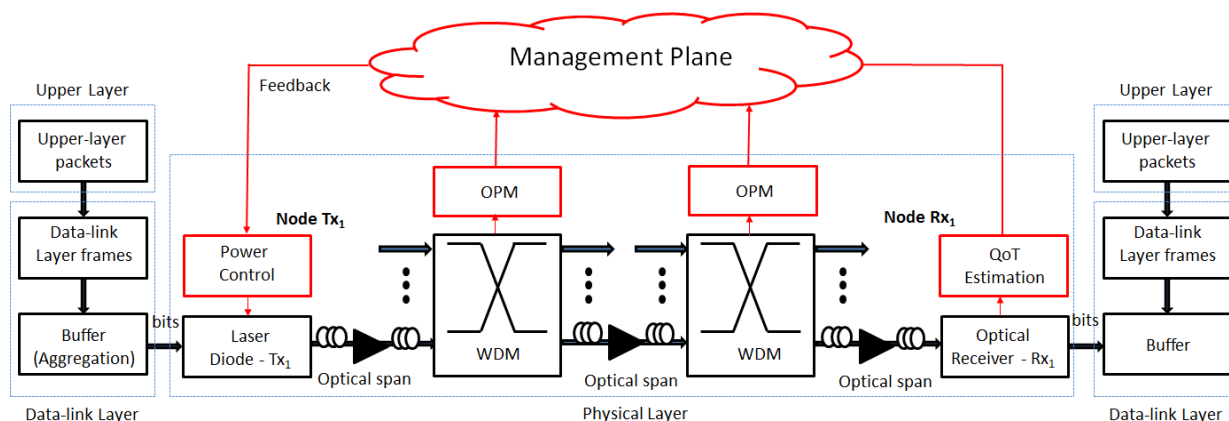 Management Plane
Feedback
Upper Layer
Upper-layer
packets
Data-link
Layer frames
Buffer
(Aggregation)
Data-link Layer
bits
Node Tx1
Power
Control
Laser
Diode - Tx1
Optical span
OPM
WDM
Optical span
Physical Layer
OPM
WDM
Optical span
Node Rx1
QoT
Estimation
Optical
Receiver - Rx1
bits
Upper Layer
Upper-layer
packets
Data-link
Layer frames
Buffer
Data-link Layer